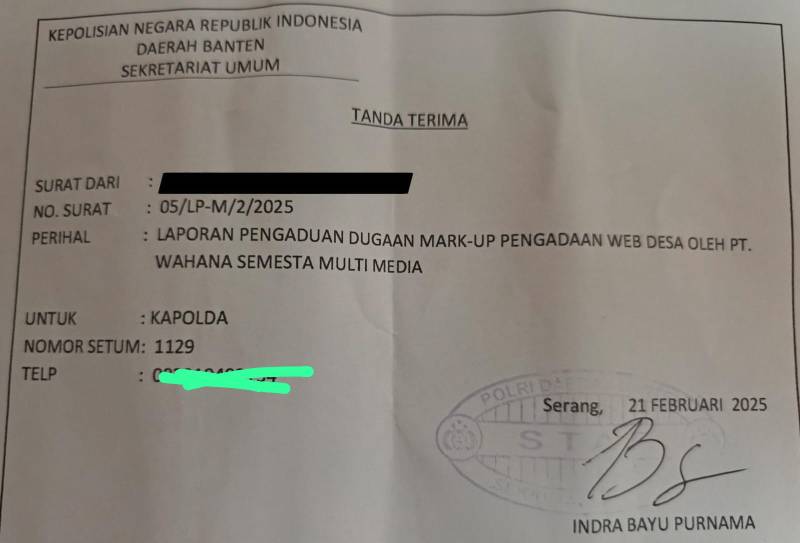 KEPOLISIAN NEGARA REPUBLIK INDONESIA
DAERAH BANTEN
SEKRETARIAT UMUM
TANDA TERIMA
SURAT DARI :
NO. SURAT : 05/LP-M/2/2025
PERIHAL : LAPORAN PENGADUAN DUGAAN MARK-UP PENGADAAN WEB DESA OLEH PT.
WAHANA SEMESTA MULTI MEDIA
UNTUK : KAPOLDA
NOMOR SETUM: 1129
TELP :
POLRI
Serang, 21 FEBRUARI 2025
INDRA BAYU PURNAMA